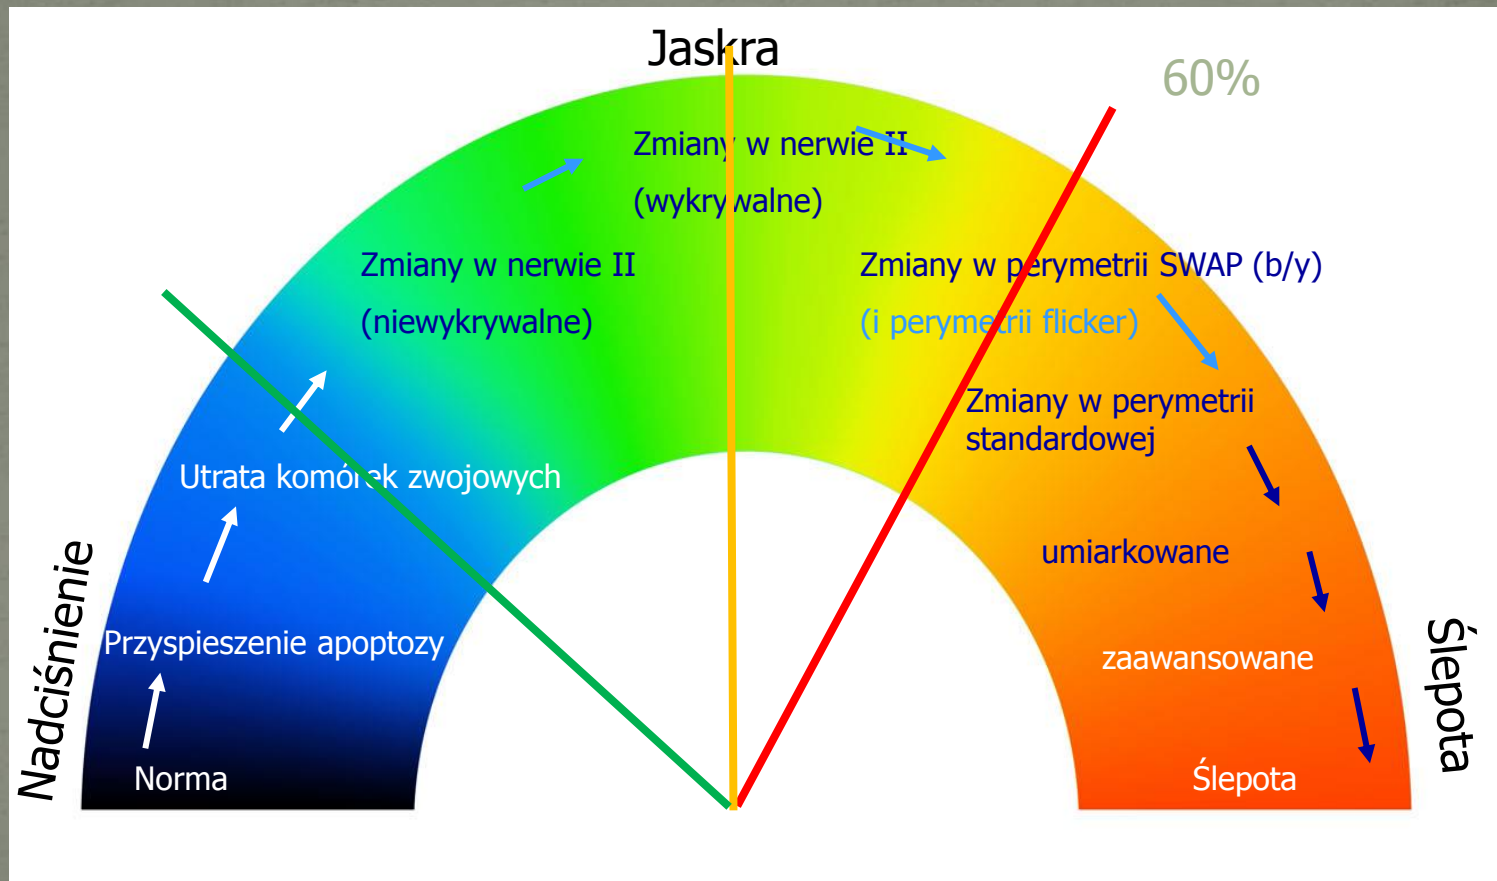 Jaskra
60%
Zmiany w nerwie II
(wykrywalne)
Zmiany w nerwie II
(niewykrywalne)
Zmiany w perymetrii SWAP (b/y)
(i perymetrii flicker)
Zmiany w perymetrii
standardowej
Utrata komórek zwojowych
umiarkowane
Nadciśnienie
Przyspieszenie apoptozy
zaawansowane
Ślepota
Norma
Ślepota